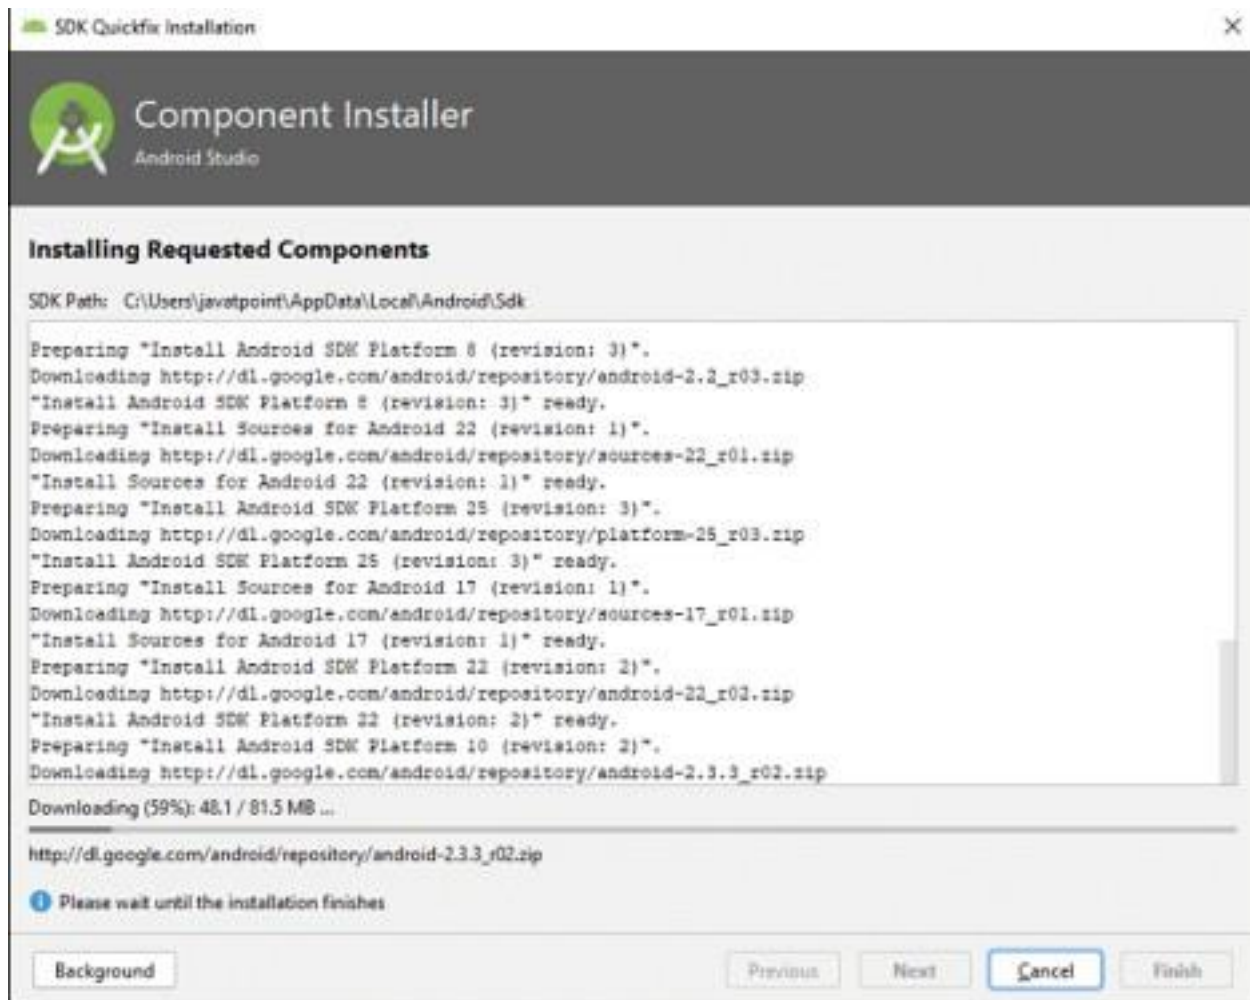 SDK Quickfix Installation
Component Installer
Android Studio
Installing Requested Components
SDK Path: C:\Users\javatpoint\AppData\Local\Android\Sdk
Preparing "Install Android SDK Platform 8 (revision: 3)".
Downloading http://dl.google.com/android/repository/android-2.2_r03.zip
"Install Android SDK Platform 8 (revision: 3)" ready.
Preparing "Install Sources for Android 22 (revision: 1)".
Downloading http://dl.google.com/android/repository/sources-22_r01.zip
"Install Sources for Android 22 (revision: 1)" ready.
Preparing "Install Android SDK Platform 25 (revision: 3)".
Downloading http://dl.google.com/android/repository/platform-25_r03.zip
"Install Android SDK Platform 25 (revision: 3)" ready.
Preparing "Install Sources for Android 17 (revision: 1)".
Downloading http://dl.google.com/android/repository/sources-17_r01.zip
"Install Sources for Android 17 (revision: 1)" ready.
Preparing "Install Android SDK Platform 22 (revision: 2)".
Downloading http://dl.google.com/android/repository/android-22_r02.zip
"Install Android SDK Platform 22 (revision: 2)" ready.
Preparing "Install Android SDK Platform 10 (revision: 2)".
Downloading http://dl.google.com/android/repository/android-2.3.3_r02.zip
Downloading (59%): 48.1 / 81.5 MB ...
http://dl.google.com/android/repository/android-2.3.3_r02.zip
Please wait until the installation finishes
Background Previous Next Cancel Finish